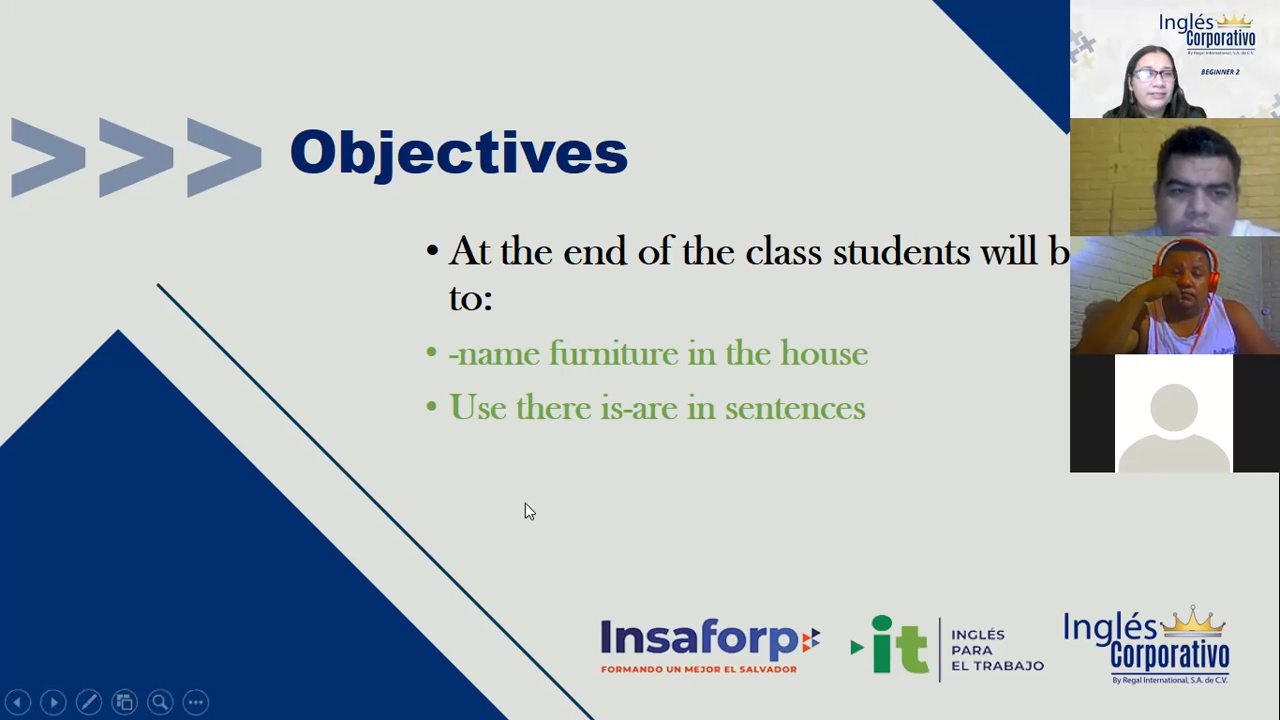 Objectives
• At the end of the class students will b
to:
• -name furniture in the house
• Use there is-are in sentences
Insaforp
FORMANDO UN MEJOR EL SALVADOR
it
INGLÉS
PARA
EL TRABAJO
Inglés
Corporativo
By Regal International, S.A. de C.V.
Inglés
Corporativo
By Regal International, S.A. de C.V.
BEGINNER 2